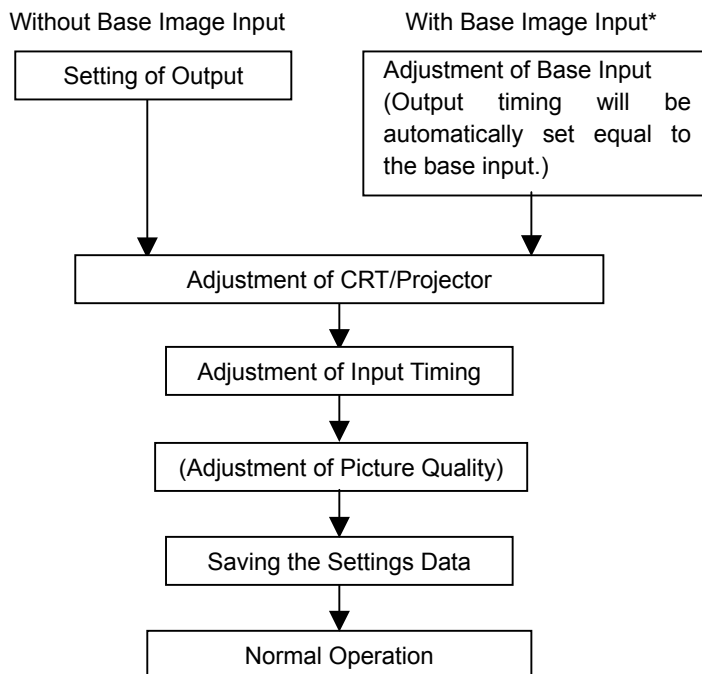 Without Base Image Input
With Base Image Input*
Setting of Output
Adjustment of Base Input
(Output timing will be
automatically set equal to
the base input.)
Adjustment of CRT/Projector
Adjustment of Input Timing
(Adjustment of Picture Quality)
Saving the Settings Data
Normal Operation